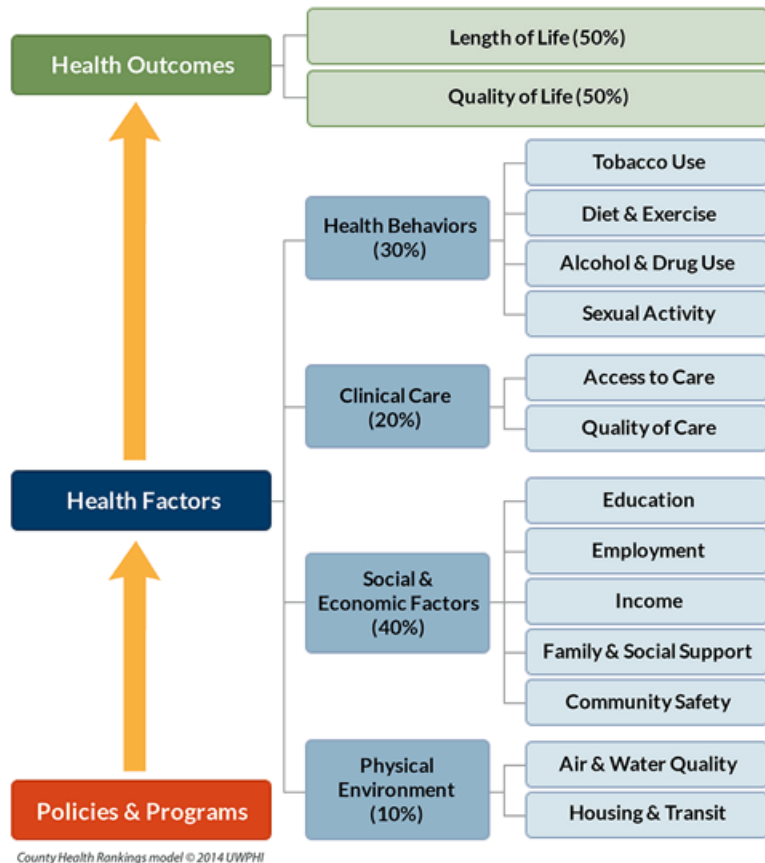 Health Outcomes
Length of Life (50%)
Quality of Life (50%)
Health Factors
Health Behaviors
(30%)
Tobacco Use
Diet & Exercise
Alcohol & Drug Use
Sexual Activity
Clinical Care
(20%)
Access to Care
Quality of Care
Social &
Economic Factors
(40%)
Education
Employment
Income
Family & Social Support
Community Safety
Physical
Environment
(10%)
Air & Water Quality
Housing & Transit
Policies & Programs
County Health Rankings model © 2014 UWPHI